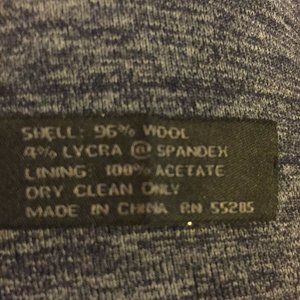 SHELL: 96% WOOL
4% LYCRA ® SPANDEX
LINING: 100% ACETATE
DRY CLEAN ONLY
MADE IN CHINA RN 55285